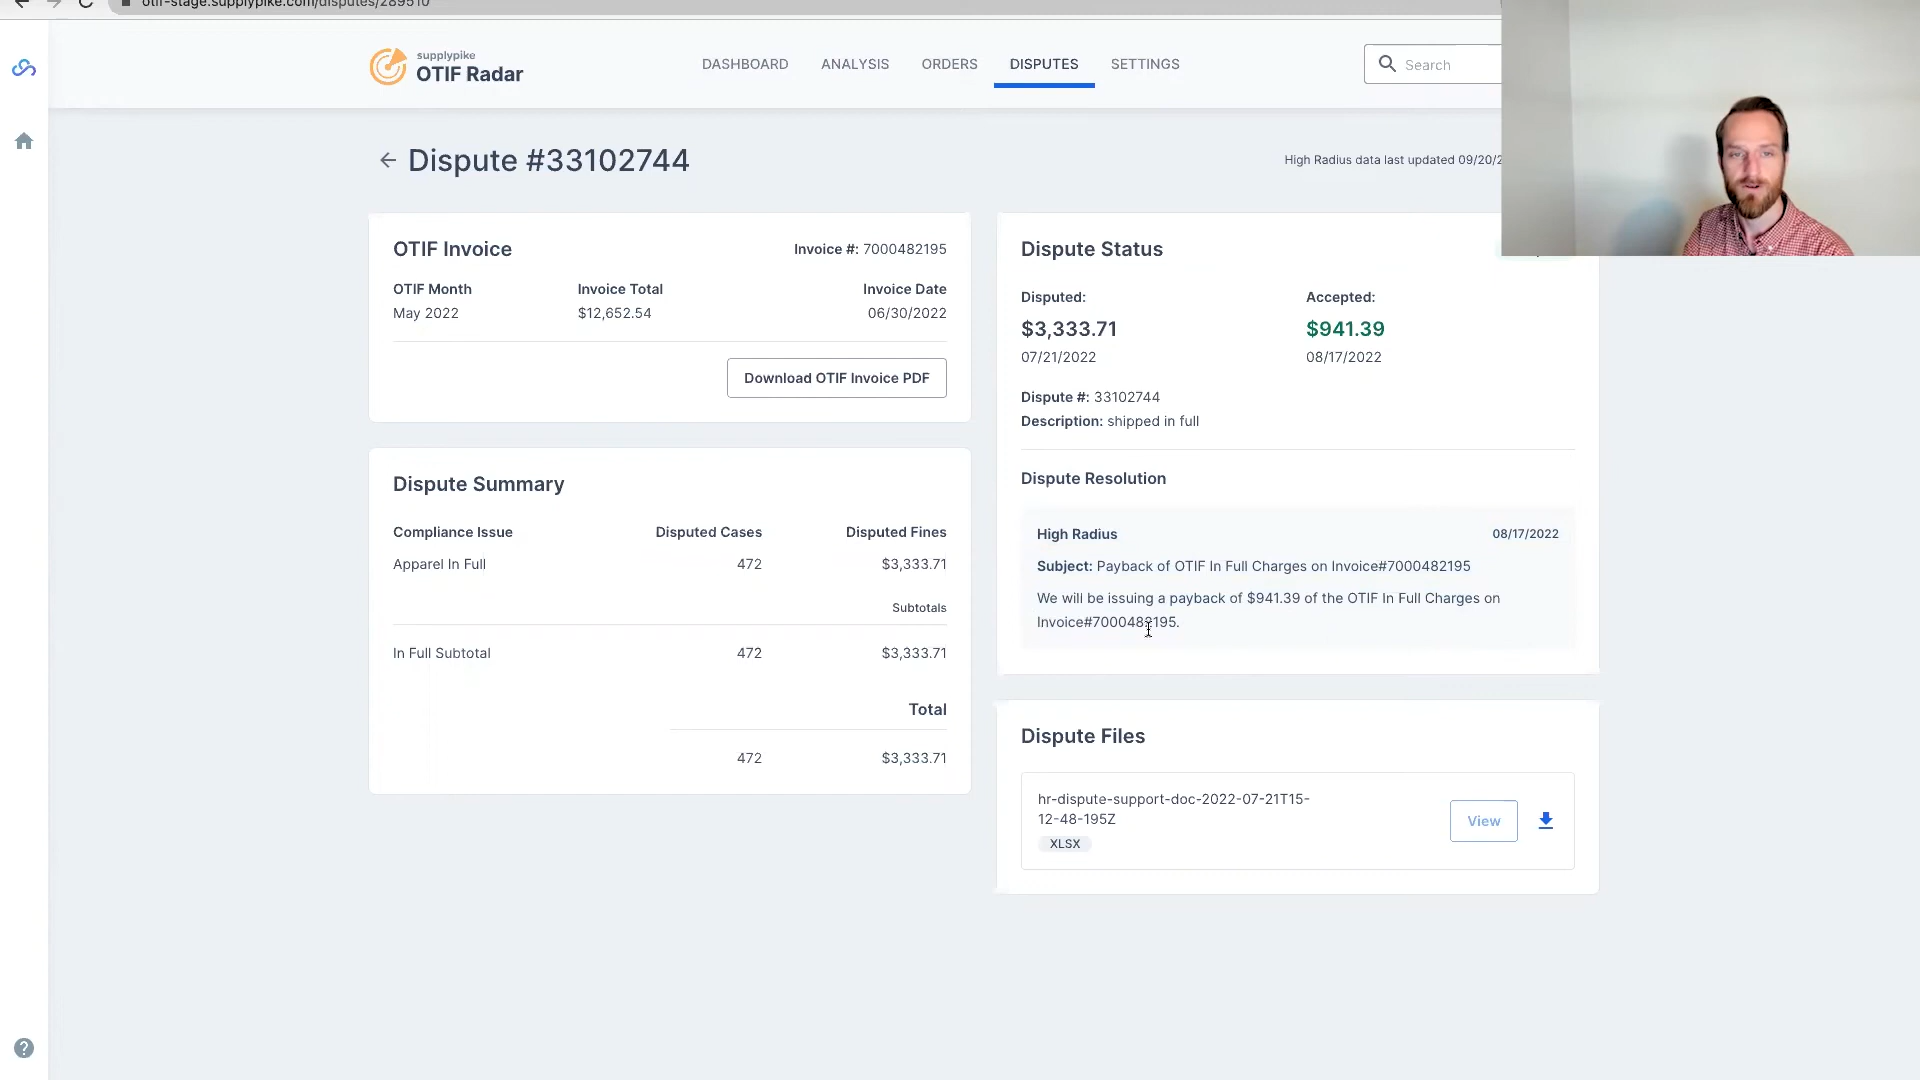 otif-stage.supplypike.com/disputes/289510
supplypike
OTIF Radar
DASHBOARD
ANALYSIS
ORDERS
DISPUTES
SETTINGS
Search
Dispute #33102744
High Radius data last updated 09/20/2
OTIF Invoice
Invoice #: 7000482195
OTIF Month
Invoice Total
Invoice Date
May 2022
$12,652.54
06/30/2022
Download OTIF Invoice PDF
Dispute Summary
Compliance Issue
Disputed Cases
Disputed Fines
Apparel In Full
472
$3,333.71
Subtotals
In Full Subtotal
472
$3,333.71
Total
472
$3,333.71
Dispute Status
Disputed:
Accepted:
$3,333.71
$941.39
07/21/2022
08/17/2022
Dispute #: 33102744
Description: shipped in full
Dispute Resolution
High Radius
08/17/2022
Subject: Payback of OTIF In Full Charges on Invoice#7000482195
We will be issuing a payback of $941.39 of the OTIF In Full Charges on
Invoice#7000482195.
Dispute Files
hr-dispute-support-doc-2022-07-21T15-
12-48-195Z
XLSX
View